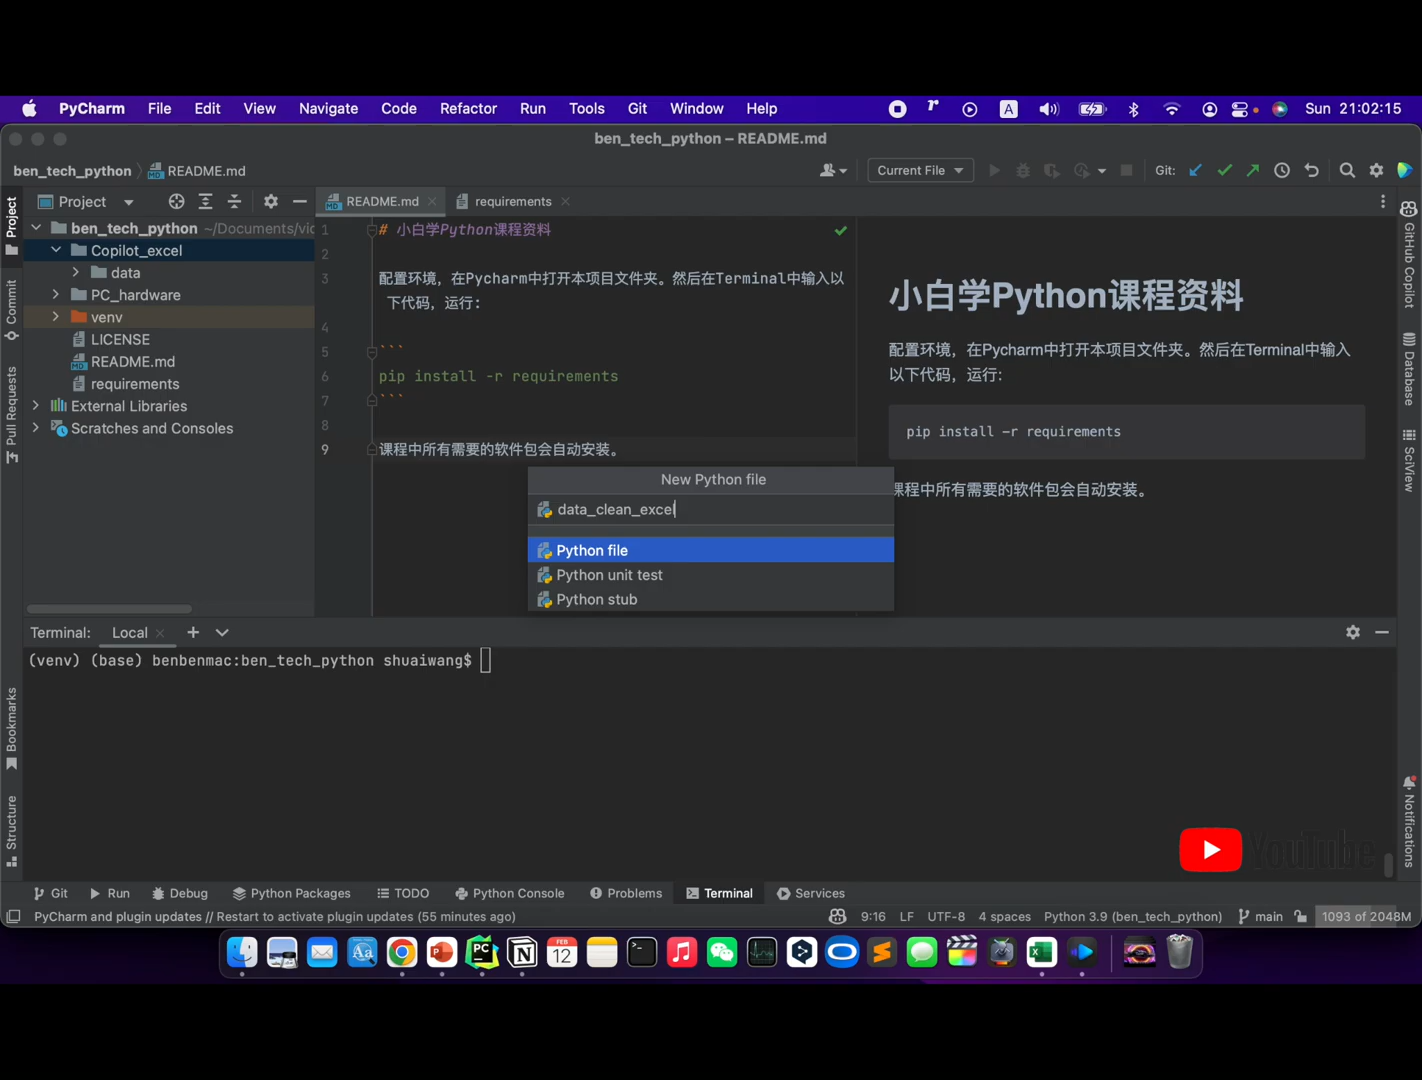 PyCharm File Edit View Navigate Code Refactor Run Tools Git Window Help A Sun 21:02:15
ben_tech_python – README.md
ben_tech_python README.md Current File Git:
Project
README.md
requirements
Project
Commit
Pull Requests
Bookmarks
Structure
ben_tech_python ~/Documents/vic
Copilot_excel
data
PC_hardware
venv
LICENSE
README.md
requirements
External Libraries
Scratches and Consoles
1 # 小白学Python课程资料
2
3 配置环境，在Pycharm中打开本项目文件夹。然后在Terminal中输入以
下代码，运行：
4
5 ```
6 pip install -r requirements
7 ```
8
9 课程中所有需要的软件包会自动安装。
小白学Python课程资料
配置环境，在Pycharm中打开本项目文件夹。然后在Terminal中输入
以下代码，运行：
pip install -r requirements
课程中所有需要的软件包会自动安装。
New Python file
data_clean_excel
Python file
Python unit test
Python stub
GitHub Copilot
Database
SciView
Notifications
Terminal: Local
(venv) (base) benbenmac:ben_tech_python shuaiwang$
YouTube
Git Run Debug Python Packages TODO Python Console Problems Terminal Services
PyCharm and plugin updates // Restart to activate plugin updates (55 minutes ago) 9:16 LF UTF-8 4 spaces Python 3.9 (ben_tech_python) main 1093 of 2048M
FEB
12